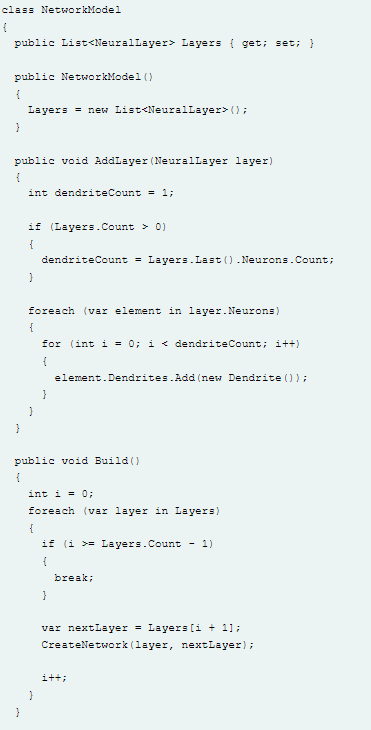 class NetworkModel
{
  public List<NeuralLayer> Layers { get; set; }

  public NetworkModel()
  {
    Layers = new List<NeuralLayer>();
  }

  public void AddLayer(NeuralLayer layer)
  {
    int dendriteCount = 1;

    if (Layers.Count > 0)
    {
      dendriteCount = Layers.Last().Neurons.Count;
    }

    foreach (var element in layer.Neurons)
    {
      for (int i = 0; i < dendriteCount; i++)
      {
        element.Dendrites.Add(new Dendrite());
      }
    }
  }

  public void Build()
  {
    int i = 0;
    foreach (var layer in Layers)
    {
      if (i >= Layers.Count - 1)
      {
        break;
      }

      var nextLayer = Layers[i + 1];
      CreateNetwork(layer, nextLayer);

      i++;
    }
  }